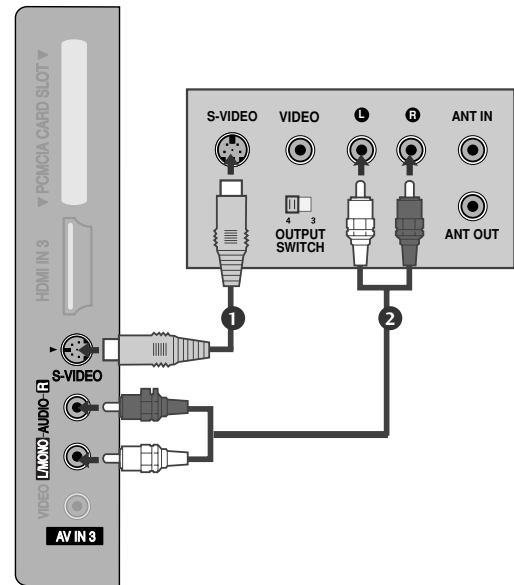 ▼ PCMCIA CARD SLOT ▼
HDMI IN 3
S-VIDEO
L/MONO AUDIO R
VIDEO
AV IN 3
S-VIDEO
VIDEO
L
R
ANT IN
4 3
OUTPUT
SWITCH
ANT OUT
1
2